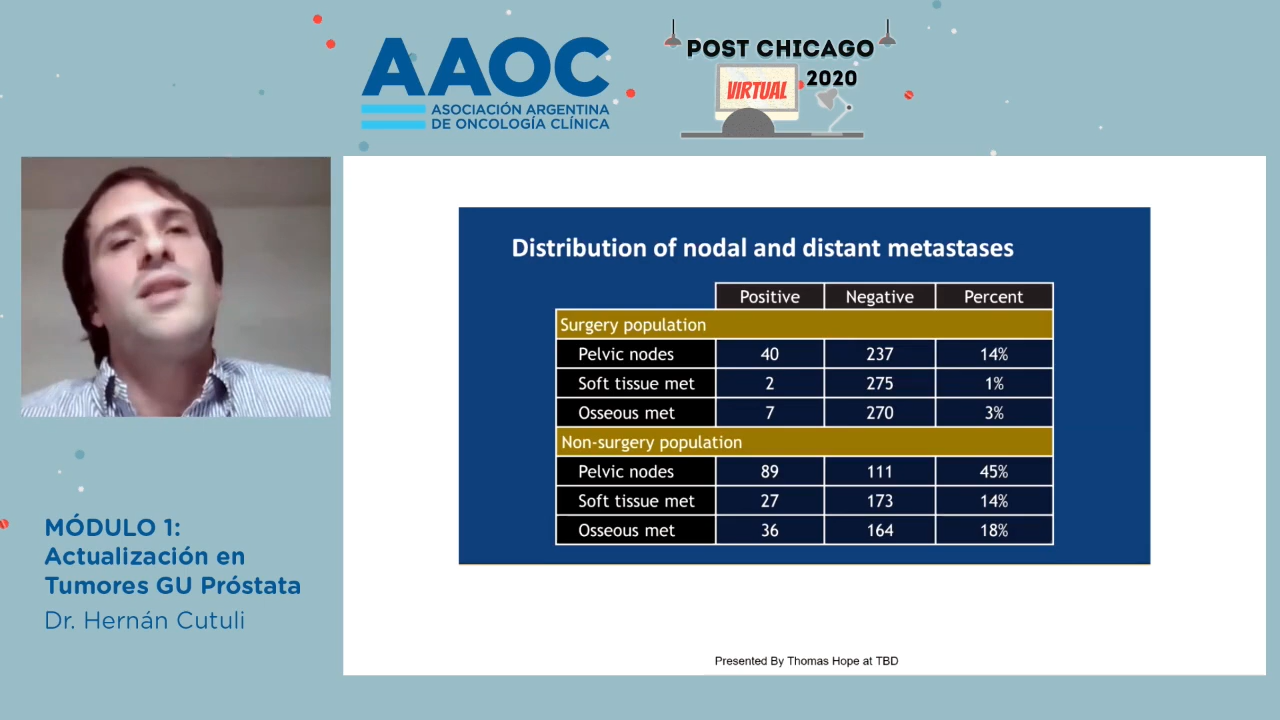 AAOC
ASOCIACIÓN ARGENTINA
DE ONCOLOGÍA CLÍNICA
POST CHICAGO
2020
VIRTUAL
MÓDULO 1:
Actualización en
Tumores GU Próstata
Dr. Hernán Cutuli
Distribution of nodal and distant metastases
Positive Negative Percent
Surgery population
Pelvic nodes 40 237 14%
Soft tissue met 2 275 1%
Osseous met 7 270 3%
Non-surgery population
Pelvic nodes 89 111 45%
Soft tissue met 27 173 14%
Osseous met 36 164 18%
Presented By Thomas Hope at TBD